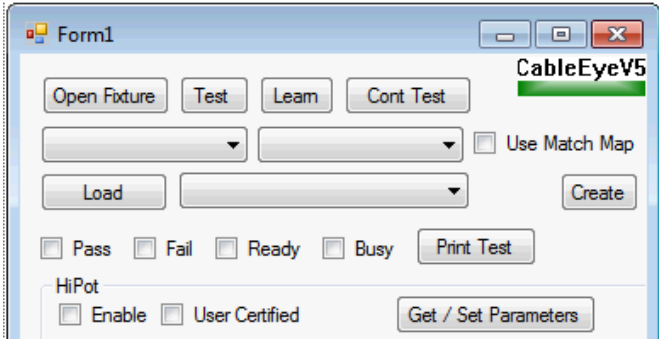 Form1
CableEyeV5
Open Fixture Test Learn Cont Test
Use Match Map
Load Create
Pass Fail Ready Busy Print Test
HiPot
Enable User Certified Get / Set Parameters